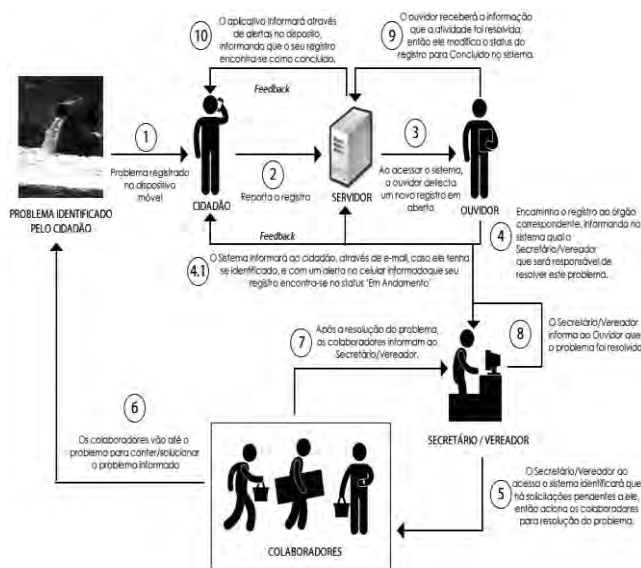 10
O aplicativo informará através
de alertas no disposito,
informando que o seu registro
encontra-se como concluído.
9
O ouvidor receberá a informação
que a atividade foi resolvida;
então ele modifica o status do
registro para Concluído no sistema.
Feedback
1
Problema registrado
no dispositivo
móvel
PROBLEMA IDENTIFICADO
PELO CIDADÃO
CIDADÃO
2
Reporta o registro
SERVIDOR
3
Ao accessar o sistema,
a ouvidor detecta
um novo registro em
aberto
OUVIDOR
Feedback
4
Encaminha o registro ao órgão
correspondente, informando no
sistema qual o
Secretário/Vereador
que será responsável de
resolver este problema.
4.1
O Sistema informará ao cidadão, através de e-mail, caso ele tenha
se identificado, e com um alerta no celular informadoque seu
registro encontra-se no status 'Em Andamento'
7
Após a resolução do problema,
os colaboradores informam ao
Secretário/Vereador.
8
O Secretário/Vereador
informa ao Ouvidor que
o problema foi resolvido
SECRETÁRIO / VEREADOR
6
Os colaboradores vão até o
problema para conter/solucionar
o problema informado
COLABORADORES
5
O Secretário/Vereador ao
acessa o sistema identificará que
há solicitações pendentes a ele,
então aciona os colaboradores
para resolução do problema.